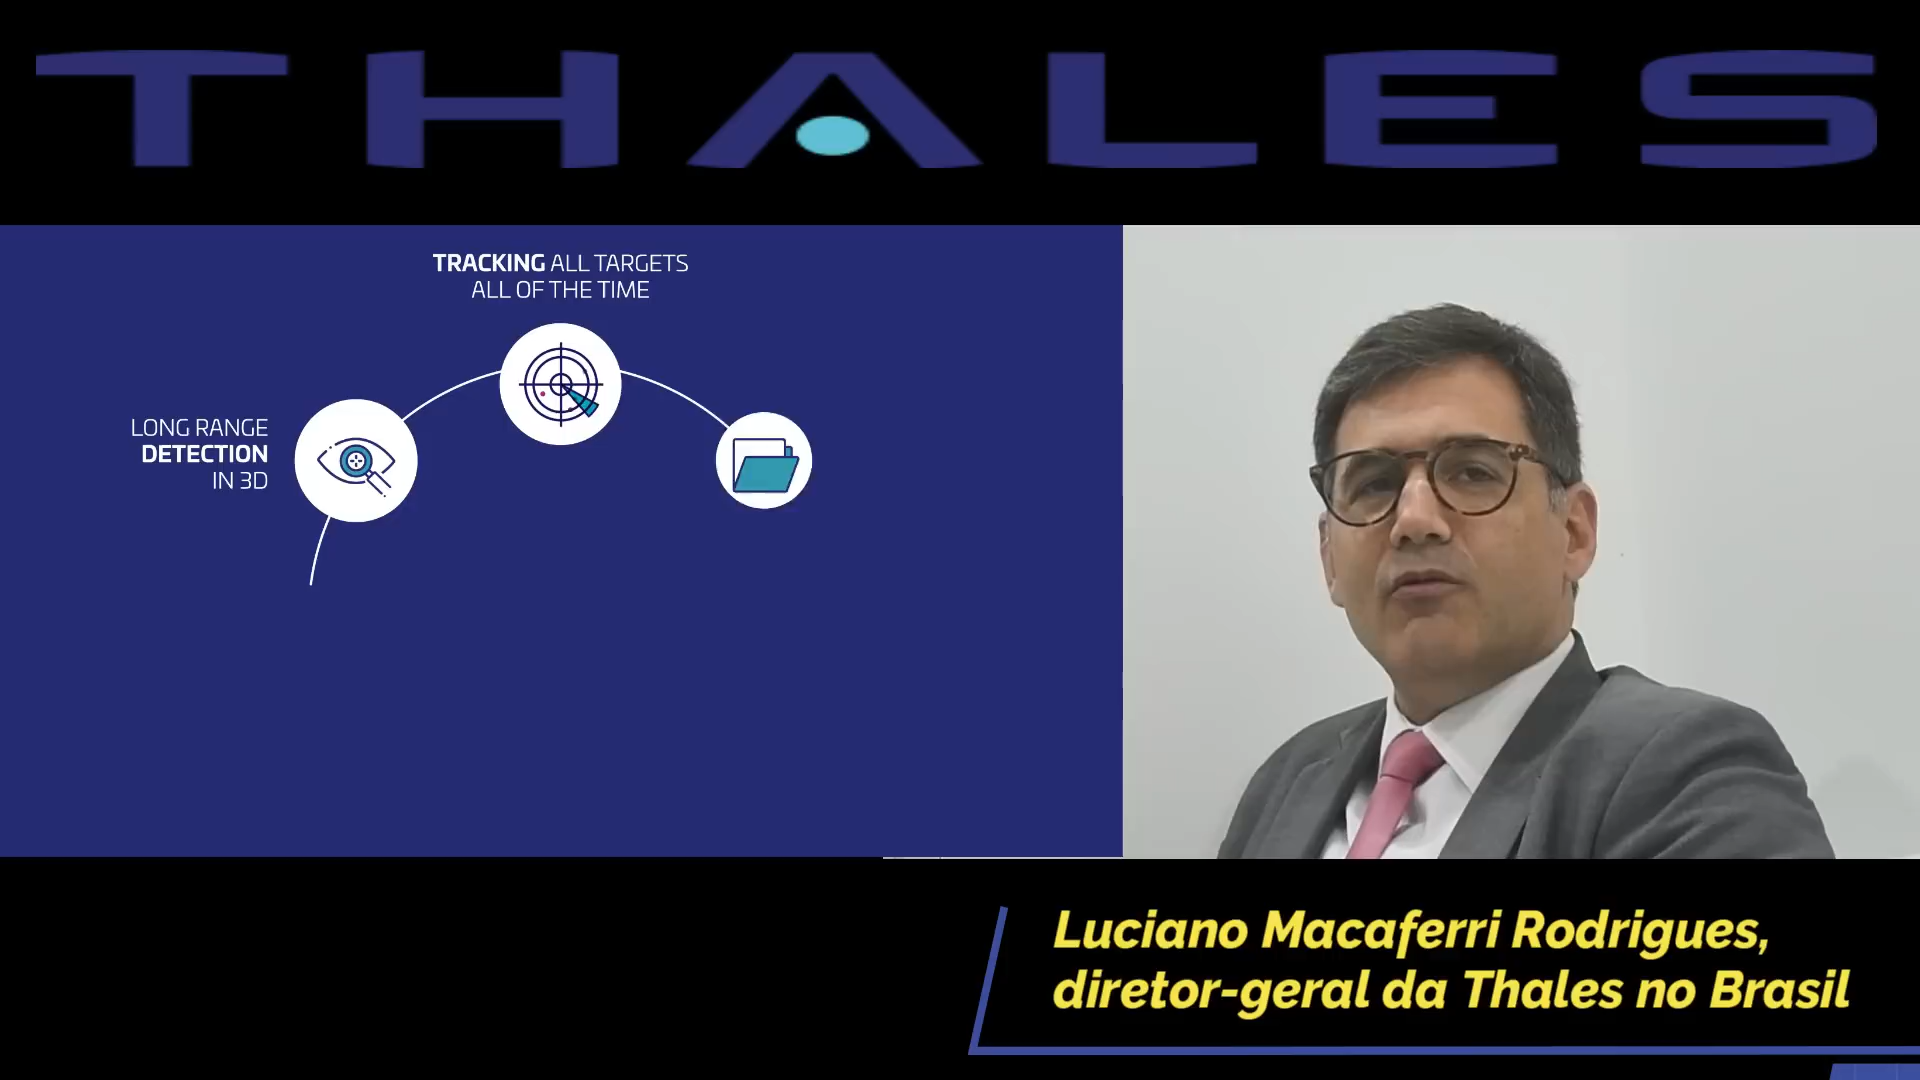 THALES
TRACKING ALL TARGETS
ALL OF THE TIME
LONG RANGE
DETECTION
IN 3D
Luciano Macaferri Rodrigues,
diretor-geral da Thales no Brasil